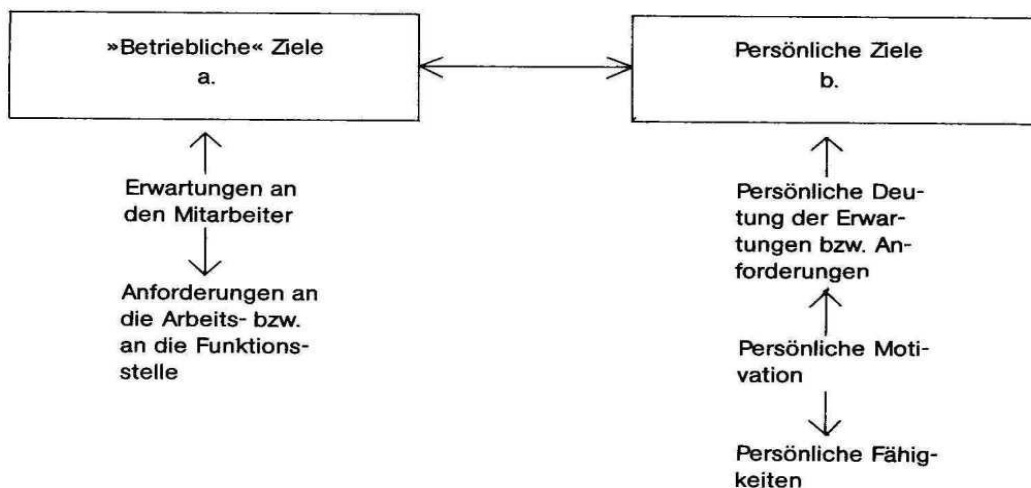 »Betriebliche« Ziele
a.
Erwartungen an
den Mitarbeiter
Anforderungen an
die Arbeits- bzw.
an die Funktions-
stelle
Persönliche Ziele
b.
Persönliche Deu-
tung der Erwar-
tungen bzw. An-
forderungen
Persönliche Moti-
vation
Persönliche Fähig-
keiten